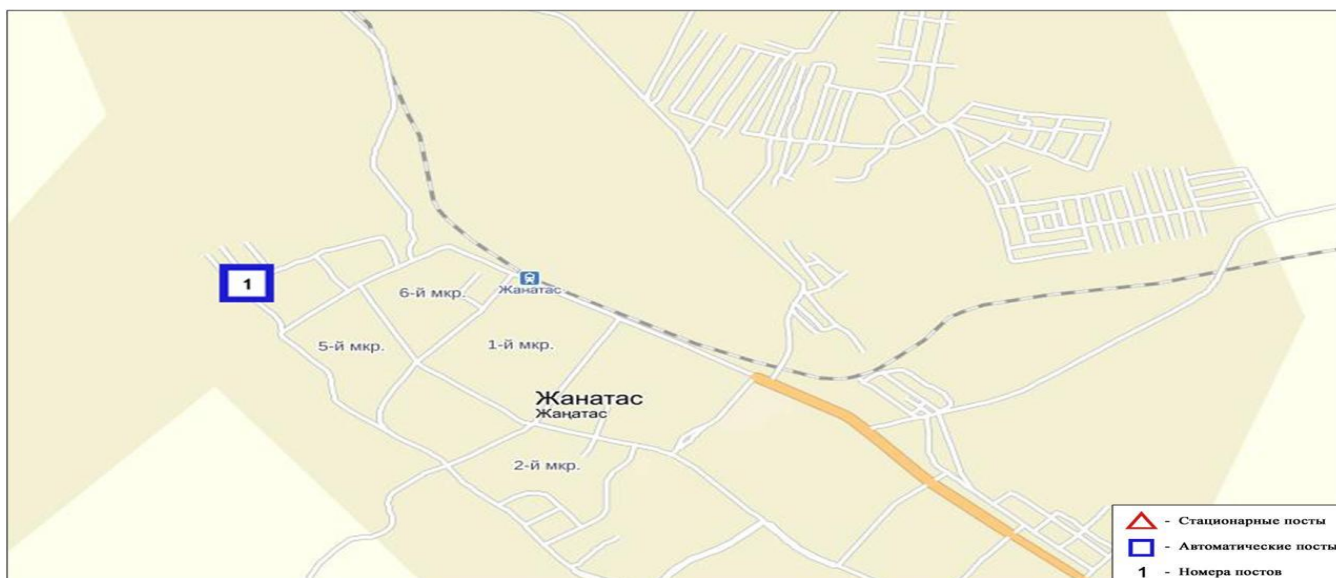 1
Жанатас
6-й мкр.
5-й мкр.
1-й мкр.
Жанатас
Жаңатас
2-й мкр.
- Стационарные посты
- Автоматические посты
1 - Номера постов